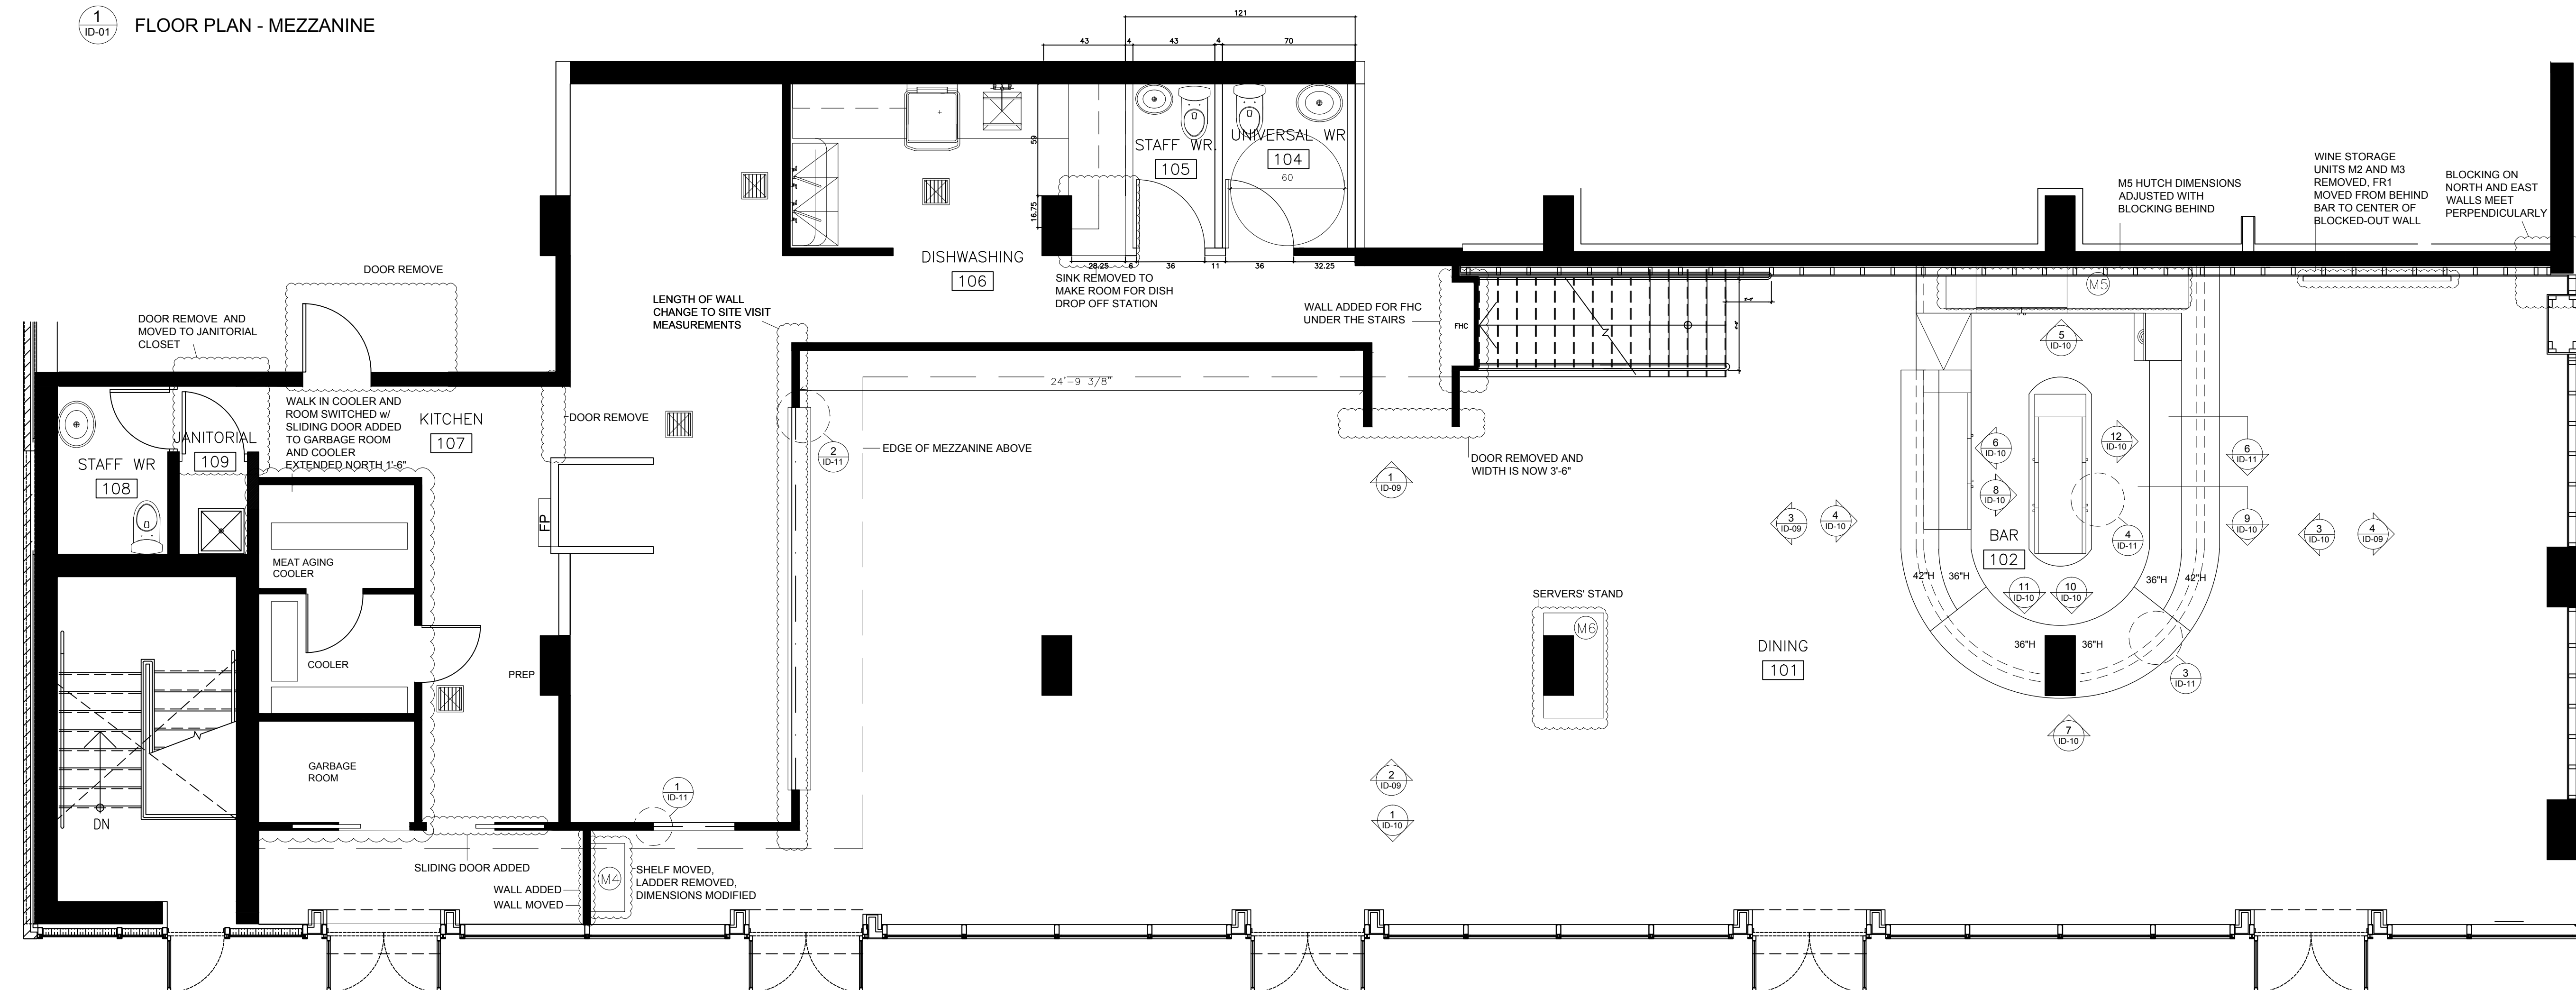 1
ID-01
FLOOR PLAN - MEZZANINE
121
43
4
43
4
70
59
16.75
STAFF WR.
105
UNIVERSAL WR
104
60
28.25
6
36
11
36
32.25
DISHWASHING
106
SINK REMOVED TO
MAKE ROOM FOR DISH
DROP OFF STATION
M5 HUTCH DIMENSIONS
ADJUSTED WITH
BLOCKING BEHIND
WINE STORAGE
UNITS M2 AND M3
REMOVED, FR1
MOVED FROM BEHIND
BAR TO CENTER OF
BLOCKED-OUT WALL
BLOCKING ON
NORTH AND EAST
WALLS MEET
PERPENDICULARLY
DOOR REMOVE
DOOR REMOVE AND
MOVED TO JANITORIAL
CLOSET
LENGTH OF WALL
CHANGE TO SITE VISIT
MEASUREMENTS
WALL ADDED FOR FHC
UNDER THE STAIRS
FHC
M5
5
ID-10
24'-9 3/8"
WALK IN COOLER AND
ROOM SWITCHED w/
SLIDING DOOR ADDED
TO GARBAGE ROOM
AND COOLER
EXTENDED NORTH 1'-6"
KITCHEN
107
DOOR REMOVE
JANITORIAL
109
STAFF WR
108
2
ID-11
EDGE OF MEZZANINE ABOVE
1
ID-09
DOOR REMOVED AND
WIDTH IS NOW 3'-6"
6
ID-10
12
ID-10
6
ID-11
8
ID-10
9
ID-10
3
ID-09
4
ID-10
3
ID-10
4
ID-09
BAR
102
4
ID-11
FP
MEAT AGING
COOLER
42"H
36"H
36"H
42"H
11
ID-10
10
ID-10
SERVERS' STAND
M6
36"H
36"H
DINING
101
3
ID-11
COOLER
PREP
7
ID-10
GARBAGE
ROOM
DN
1
ID-11
2
ID-09
1
ID-10
SLIDING DOOR ADDED
WALL ADDED
WALL MOVED
M4
SHELF MOVED,
LADDER REMOVED,
DIMENSIONS MODIFIED